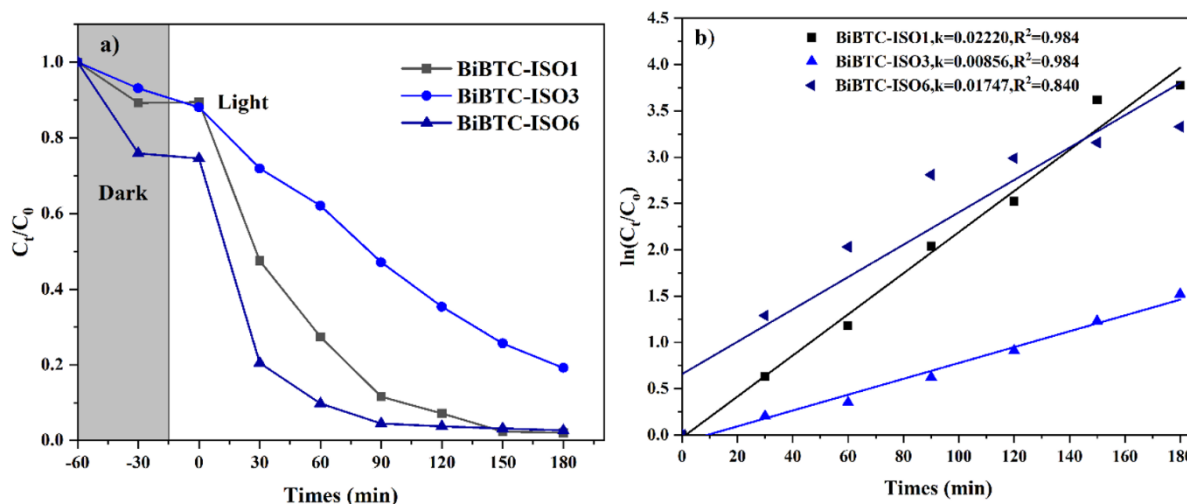 a)
BiBTC-ISO1
BiBTC-ISO3
BiBTC-ISO6
Light
Dark
Ct/C0
1.0
0.8
0.6
0.4
0.2
0.0
-60 -30 0 30 60 90 120 150 180
Times (min)
b)
BiBTC-ISO1,k=0.02220,R²=0.984
BiBTC-ISO3,k=0.00856,R²=0.984
BiBTC-ISO6,k=0.01747,R²=0.840
ln(Ct/Co)
4.5
4.0
3.5
3.0
2.5
2.0
1.5
1.0
0.5
0.0
0 20 40 60 80 100 120 140 160 180
Times (min)